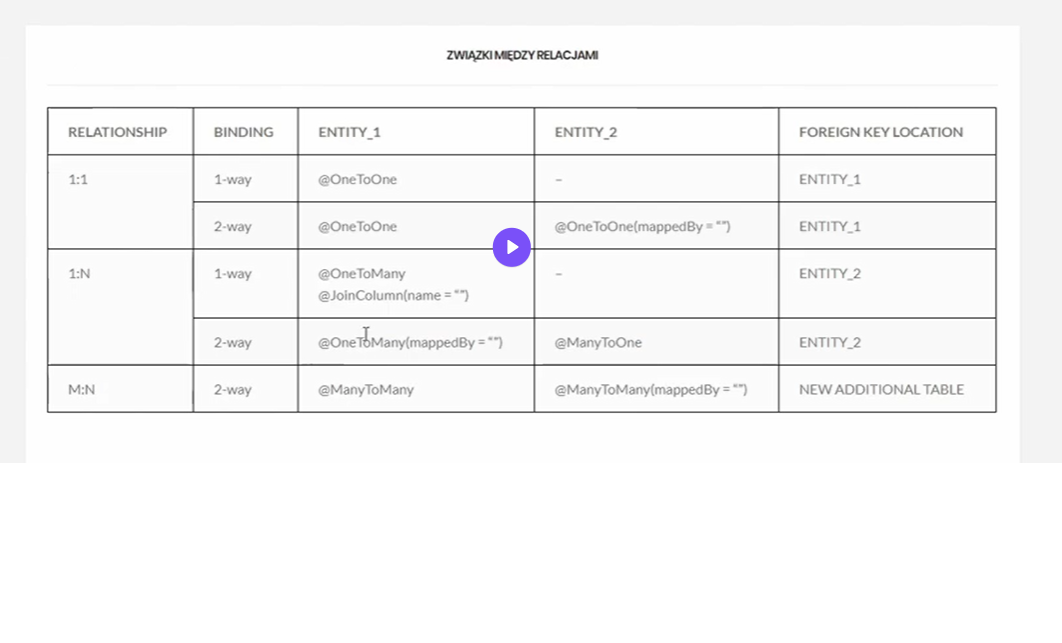 ZWIĄZKI MIĘDZY RELACJAMI
RELATIONSHIP BINDING ENTITY_1 ENTITY_2 FOREIGN KEY LOCATION
1:1 1-way @OneToOne – ENTITY_1
2-way @OneToOne @OneToOne(mappedBy = “”) ENTITY_1
1:N 1-way @OneToMany – ENTITY_2
@JoinColumn(name = “”)
2-way @OneToMany(mappedBy = “”) @ManyToOne ENTITY_2
M:N 2-way @ManyToMany @ManyToMany(mappedBy = “”) NEW ADDITIONAL TABLE